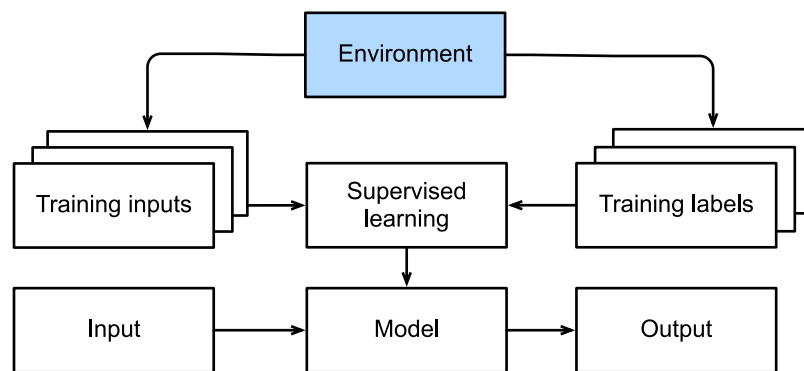 Environment
Training inputs
Supervised
learning
Training labels
Input
Model
Output